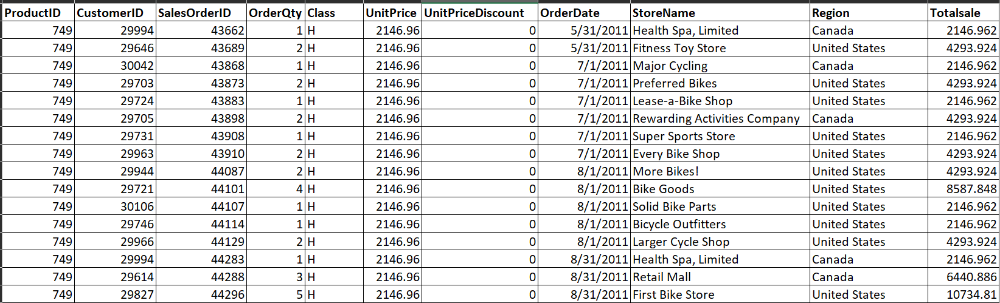 ProductID CustomerID SalesOrderID OrderQty Class UnitPrice UnitPriceDiscount OrderDate StoreName Region Totalsale
749 29994 43662 1 H 2146.96 0 5/31/2011 Health Spa, Limited Canada 2146.962
749 29646 43689 2 H 2146.96 0 5/31/2011 Fitness Toy Store United States 4293.924
749 30042 43868 1 H 2146.96 0 7/1/2011 Major Cycling Canada 2146.962
749 29703 43873 2 H 2146.96 0 7/1/2011 Preferred Bikes United States 4293.924
749 29724 43883 1 H 2146.96 0 7/1/2011 Lease-a-Bike Shop United States 2146.962
749 29705 43898 2 H 2146.96 0 7/1/2011 Rewarding Activities Company Canada 4293.924
749 29731 43908 1 H 2146.96 0 7/1/2011 Super Sports Store United States 2146.962
749 29963 43910 2 H 2146.96 0 7/1/2011 Every Bike Shop United States 4293.924
749 29944 44087 2 H 2146.96 0 8/1/2011 More Bikes! United States 4293.924
749 29721 44101 4 H 2146.96 0 8/1/2011 Bike Goods United States 8587.848
749 30106 44107 1 H 2146.96 0 8/1/2011 Solid Bike Parts United States 2146.962
749 29746 44114 1 H 2146.96 0 8/1/2011 Bicycle Outfitters United States 2146.962
749 29966 44129 2 H 2146.96 0 8/1/2011 Larger Cycle Shop United States 4293.924
749 29994 44283 1 H 2146.96 0 8/31/2011 Health Spa, Limited Canada 2146.962
749 29614 44288 3 H 2146.96 0 8/31/2011 Retail Mall Canada 6440.886
749 29827 44296 5 H 2146.96 0 8/31/2011 First Bike Store United States 10734.81